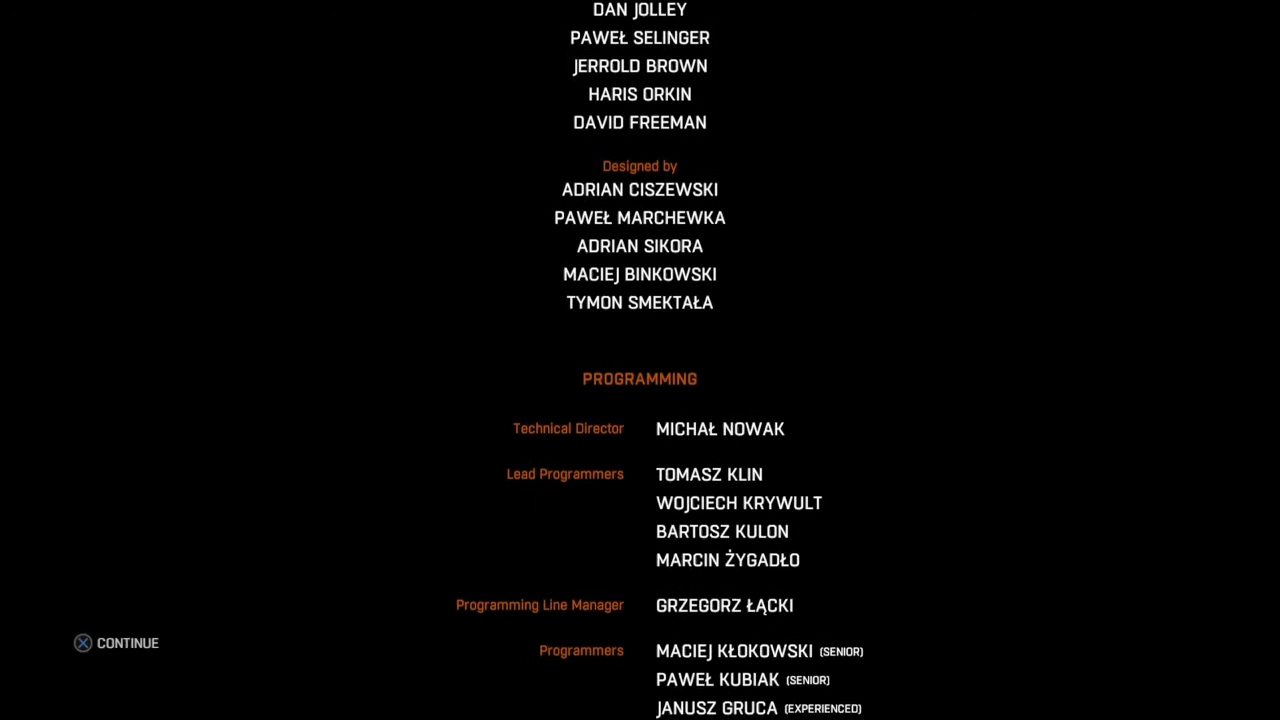 DAN JOLLEY
PAWEŁ SELINGER
JERROLD BROWN
HARIS ORKIN
DAVID FREEMAN
Designed by
ADRIAN CISZEWSKI
PAWEŁ MARCHEWKA
ADRIAN SIKORA
MACIEJ BINKOWSKI
TYMON SMEKTAŁA
PROGRAMMING
Technical Director MICHAŁ NOWAK
Lead Programmers TOMASZ KLIN
WOJCIECH KRYWULT
BARTOSZ KULON
MARCIN ŻYGADŁO
Programming Line Manager GRZEGORZ ŁĄCKI
Programmers MACIEJ KŁOKOWSKI (SENIOR)
PAWEŁ KUBIAK (SENIOR)
JANUSZ GRUCA (EXPERIENCED)
CONTINUE